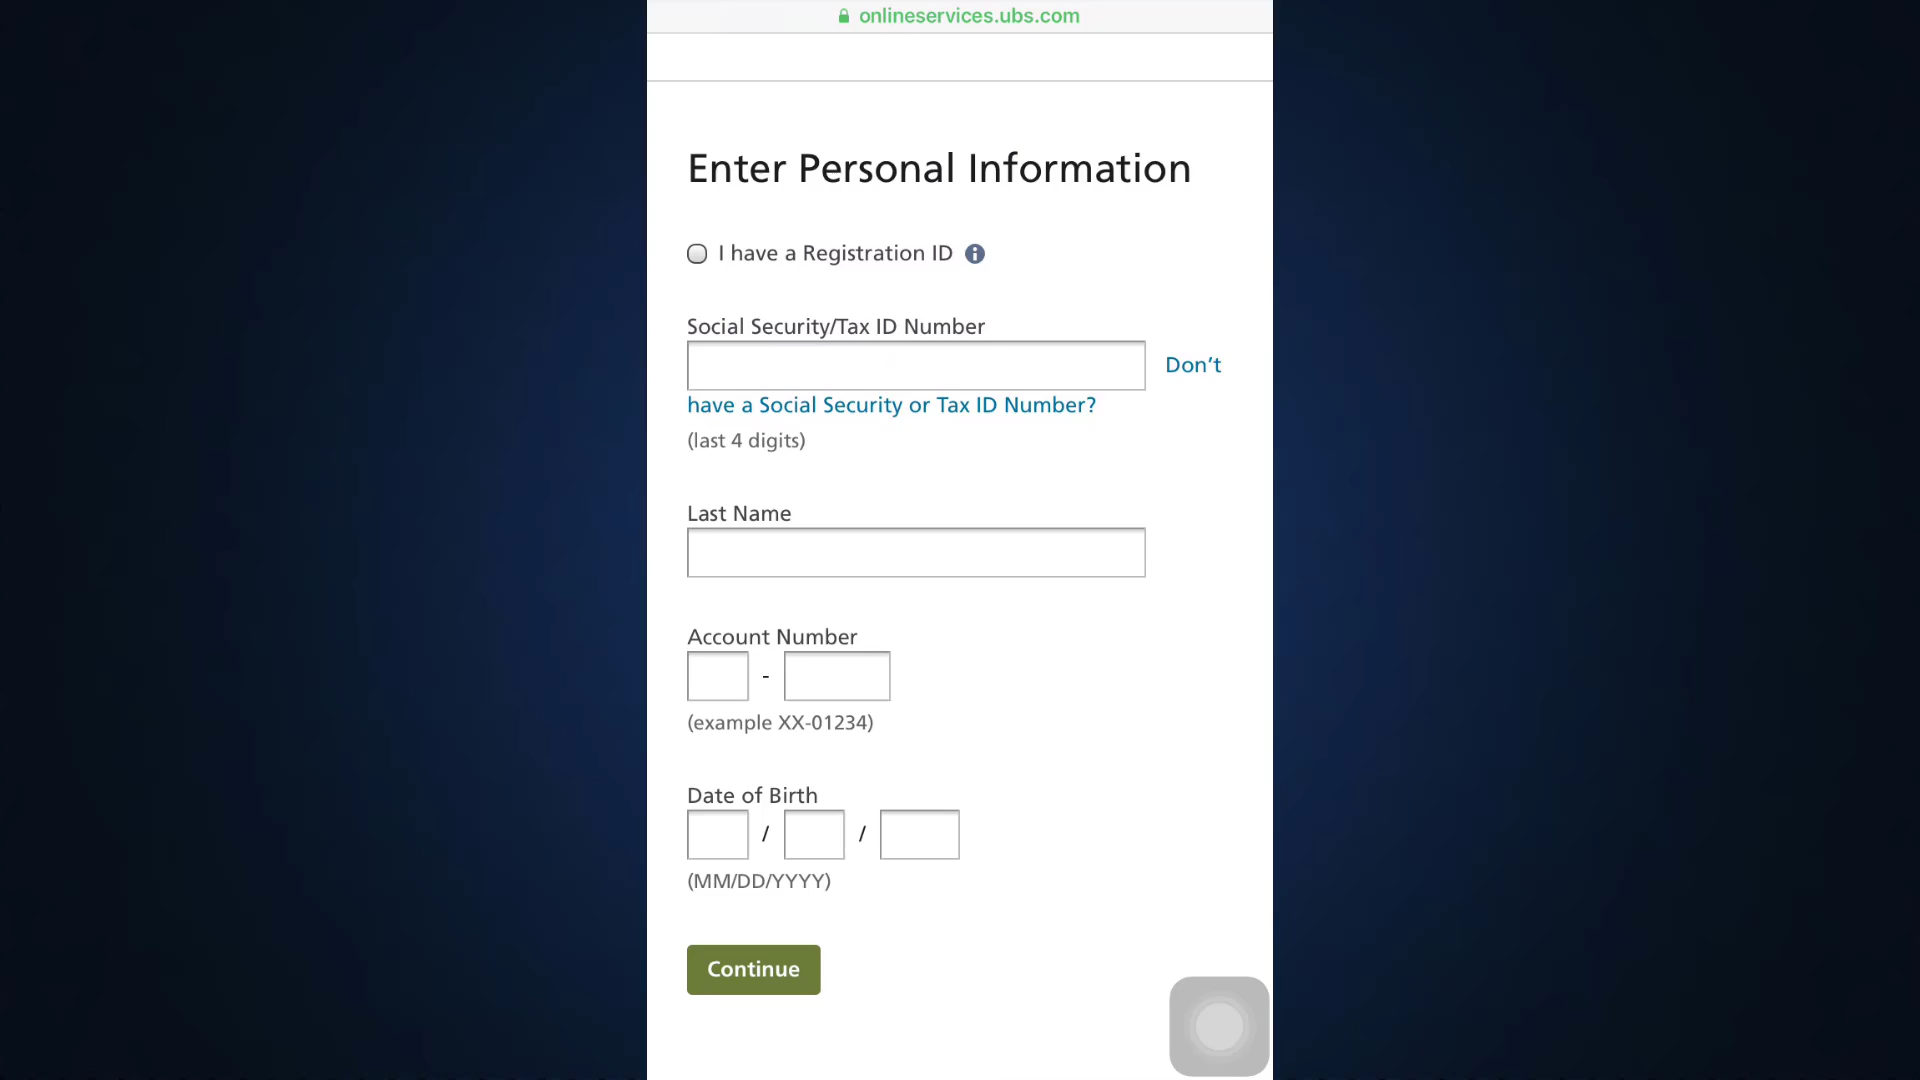 onlineservices.ubs.com
Enter Personal Information
I have a Registration ID
Social Security/Tax ID Number
Don’t
have a Social Security or Tax ID Number?
(last 4 digits)
Last Name
Account Number
-
(example XX-01234)
Date of Birth
/ /
(MM/DD/YYYY)
Continue